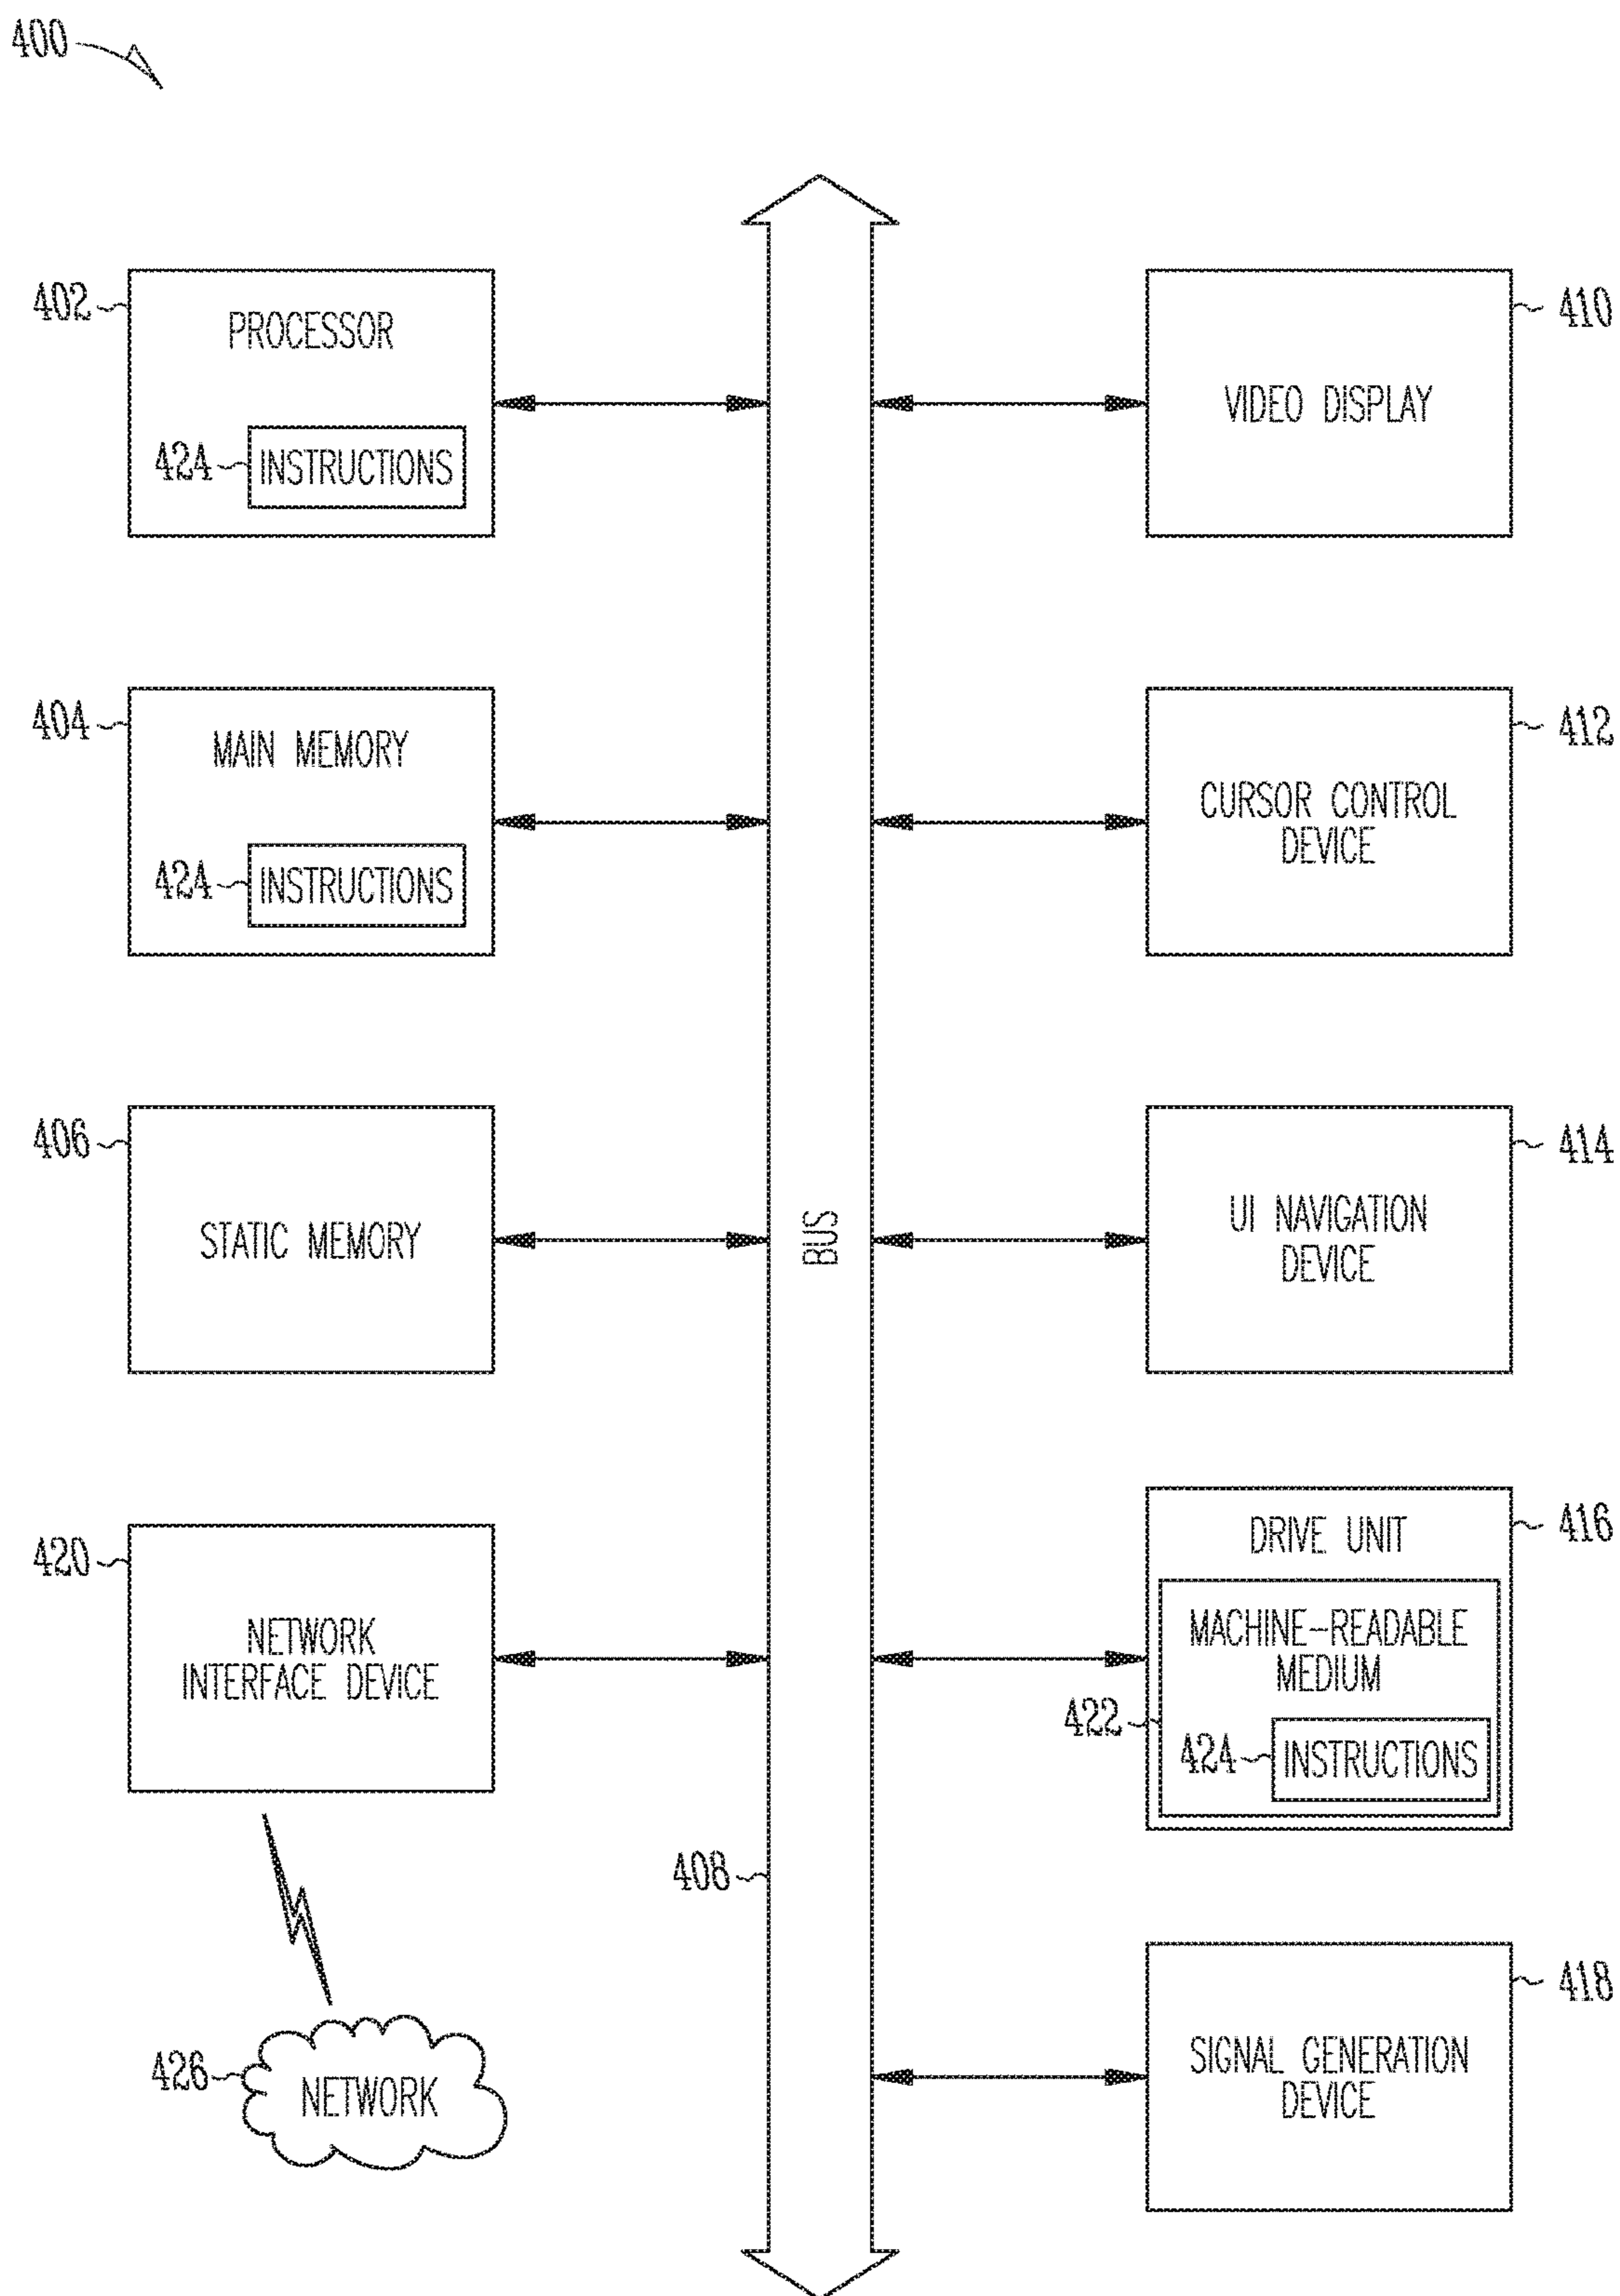 400
402
PROCESSOR
424
INSTRUCTIONS
404
MAIN MEMORY
424
INSTRUCTIONS
406
STATIC MEMORY
420
NETWORK
INTERFACE DEVICE
426
NETWORK
BUS
408
410
VIDEO DISPLAY
412
CURSOR CONTROL
DEVICE
414
UI NAVIGATION
DEVICE
416
DRIVE UNIT
MACHINE-READABLE
MEDIUM
422
424
INSTRUCTIONS
418
SIGNAL GENERATION
DEVICE